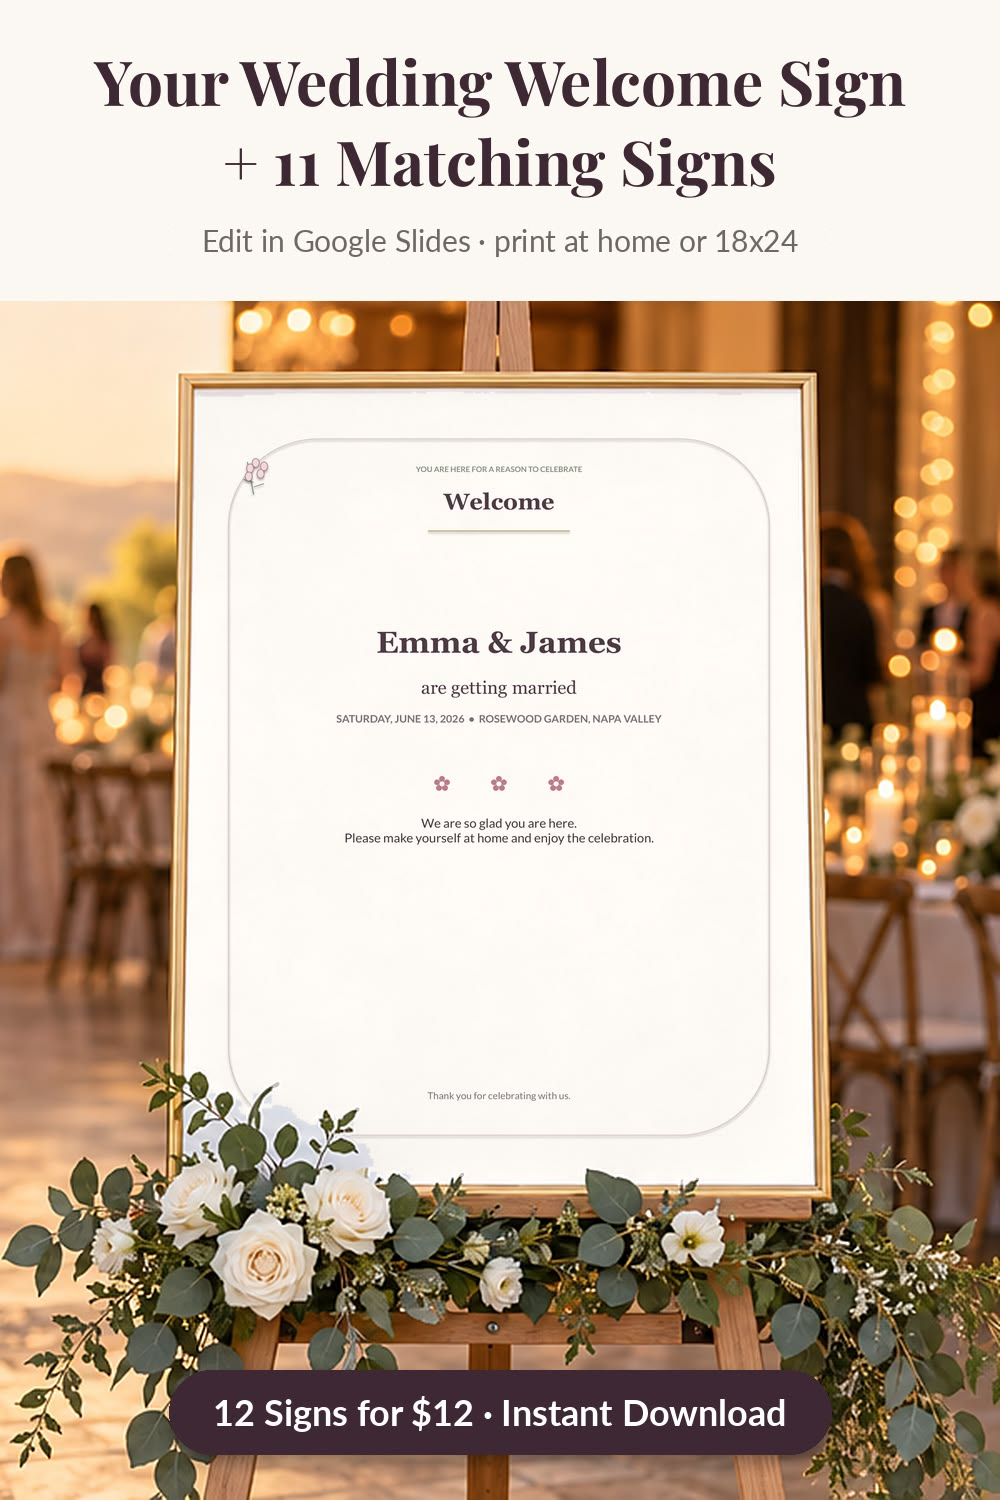 Your Wedding Welcome Sign
+ 11 Matching Signs
Edit in Google Slides · print at home or 18x24
YOU ARE HERE FOR A REASON TO CELEBRATE
Welcome
Emma & James
are getting married
SATURDAY, JUNE 13, 2026 • ROSEWOOD GARDEN, NAPA VALLEY
We are so glad you are here.
Please make yourself at home and enjoy the celebration.
Thank you for celebrating with us.
12 Signs for $12 · Instant Download